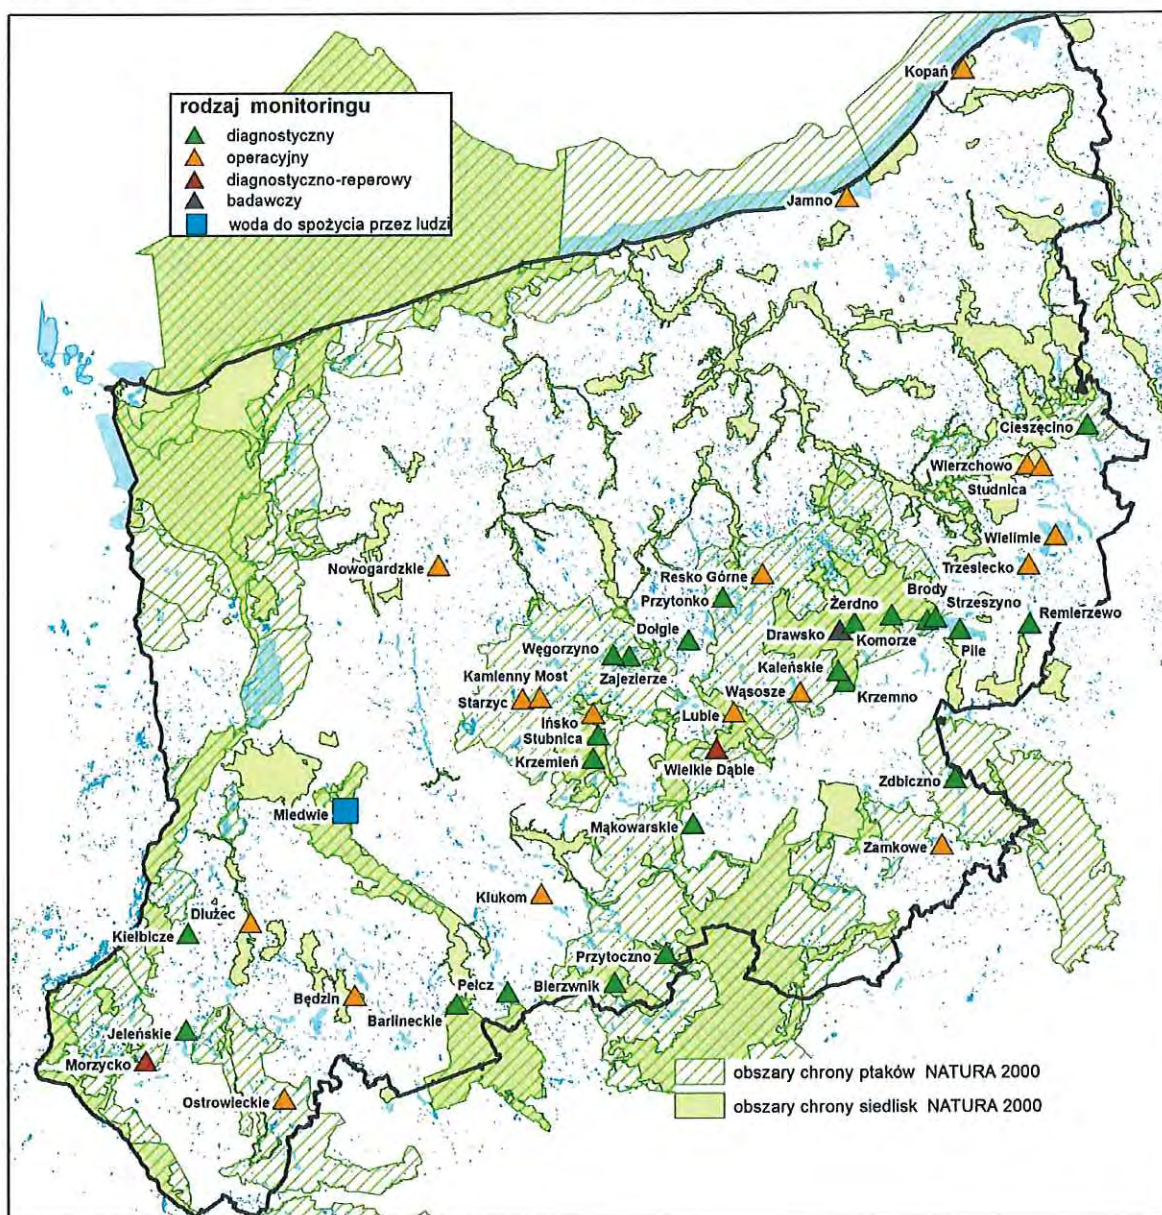 Kopań
rodzaj monitoringu
diagnostyczny
operacyjny
diagnostyczno-reperowy
badawczy
woda do spożycia przez ludzi
Jamno
Cieszęcino
Wierzchowo
Studnica
Wielimie
Trzesiecko
Nowogardzkie
Resko Górne
Przytonko
Żerdno
Brody
Strzeszyno
Remierzewo
Dołgie
Drawsko
Komorze
Pile
Węgorzyno
Zajezierze
Kaleńskie
Kamienny Most
Wąsosze
Krzemno
Starzyc
Ińsko
Lubie
Stubnica
Krzemień
Wielkie Dąbie
Zdbiczno
Miedwie
Mąkowarskie
Zamkowe
Klukom
Dłużec
Kiełbicze
Przytoczno
Pełcz
Bierzwnik
Będzin
Barlineckie
Jeleńskie
Morzycko
obszary chrony ptaków NATURA 2000
Ostrowieckie
obszary chrony siedlisk NATURA 2000